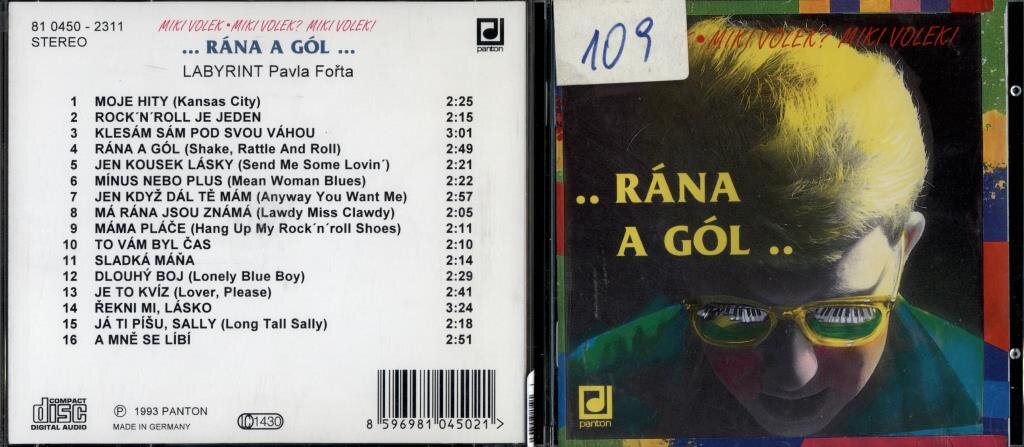 81 0450 - 2311
STEREO
MIKI VOLEK • MIKI VOLEK? MIKI VOLEK!
... RÁNA A GÓL ...
LABYRINT Pavla Fořta
panton
1 MOJE HITY (Kansas City) 2:25
2 ROCK´N´ROLL JE JEDEN 2:15
3 KLESÁM SÁM POD SVOU VÁHOU 3:01
4 RÁNA A GÓL (Shake, Rattle And Roll) 2:49
5 JEN KOUSEK LÁSKY (Send Me Some Lovin´) 2:21
6 MÍNUS NEBO PLUS (Mean Woman Blues) 2:22
7 JEN KDYŽ DÁL TĚ MÁM (Anyway You Want Me) 2:57
8 MÁ RÁNA JSOU ZNÁMÁ (Lawdy Miss Clawdy) 2:05
9 MÁMA PLÁČE (Hang Up My Rock´n´roll Shoes) 2:11
10 TO VÁM BYL ČAS 2:10
11 SLADKÁ MÁŇA 2:14
12 DLOUHÝ BOJ (Lonely Blue Boy) 2:29
13 JE TO KVÍZ (Lover, Please) 2:41
14 ŘEKNI MI, LÁSKO 3:24
15 JÁ TI PÍŠU, SALLY (Long Tall Sally) 2:18
16 A MNĚ SE LÍBÍ 2:51
COMPACT
disc
DIGITAL AUDIO
Ⓟ 1993 PANTON
MADE IN GERMANY
LC 1430
8 596981 045021 >
109
• MIKI VOLEK? MIKI VOLEK!
.. RÁNA
A GÓL ..
panton